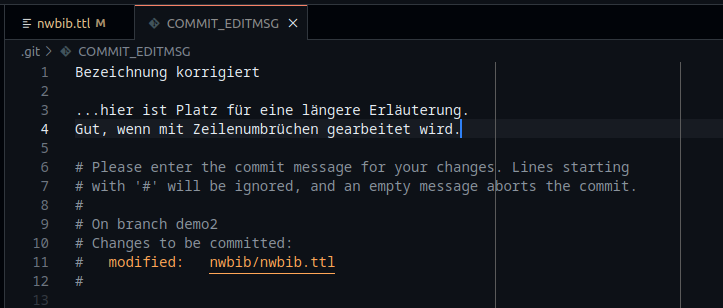 nwbib.ttl M
COMMIT_EDITMSG
.git > COMMIT_EDITMSG
1 Bezeichnung korrigiert
2
3 ...hier ist Platz für eine längere Erläuterung.
4 Gut, wenn mit Zeilenumbrüchen gearbeitet wird.
5
6 # Please enter the commit message for your changes. Lines starting
7 # with '#' will be ignored, and an empty message aborts the commit.
8 #
9 # On branch demo2
10 # Changes to be committed:
11 # modified: nwbib/nwbib.ttl
12 #
13